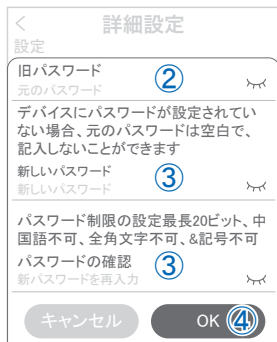 < 詳細設定
設定
旧パスワード ②
元のパスワード
デバイスにパスワードが設定されてい
ない場合、元のパスワードは空白で、
記入しないことができます
新しいパスワード ③
新しいパスワード
パスワード制限の設定最長20ビット、中
国語不可、全角文字不可、&記号不可
パスワードの確認 ③
新パスワードを再入力
キャンセル OK ④